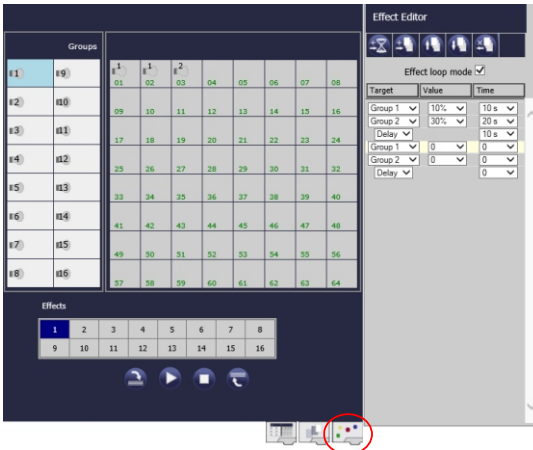 Effect Editor
Effect loop mode
Target Value Time
Group 1 10% 10 s
Group 2 30% 20 s
Delay 10 s
Group 1 0 0
Group 2 0 0
Delay 0
Groups
1 9
2 10
3 11
4 12
5 13
6 14
7 15
8 16
1 1 2
01 02 03 04 05 06 07 08
09 10 11 12 13 14 15 16
17 18 19 20 21 22 23 24
25 26 27 28 29 30 31 32
33 34 35 36 37 38 39 40
41 42 43 44 45 46 47 48
49 50 51 52 53 54 55 56
57 58 59 60 61 62 63 64
Effects
1 2 3 4 5 6 7 8
9 10 11 12 13 14 15 16